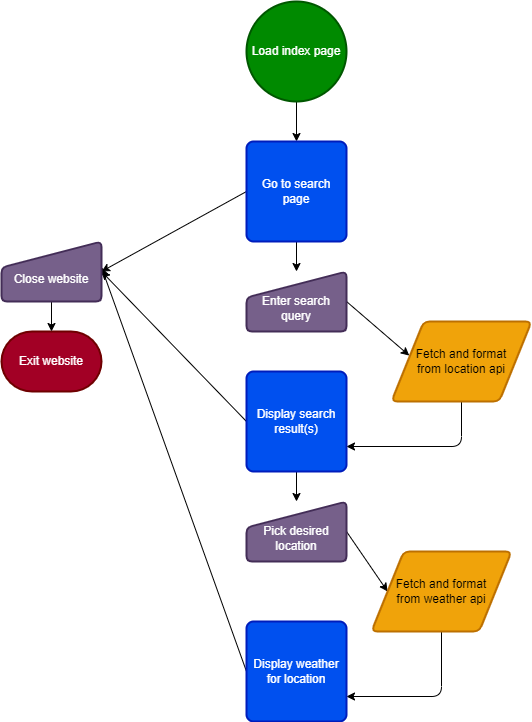 Load index page
Go to search
page
Close website
Enter search
query
Exit website
Fetch and format
from location api
Display search
result(s)
Pick desired
location
Fetch and format
from weather api
Display weather
for location